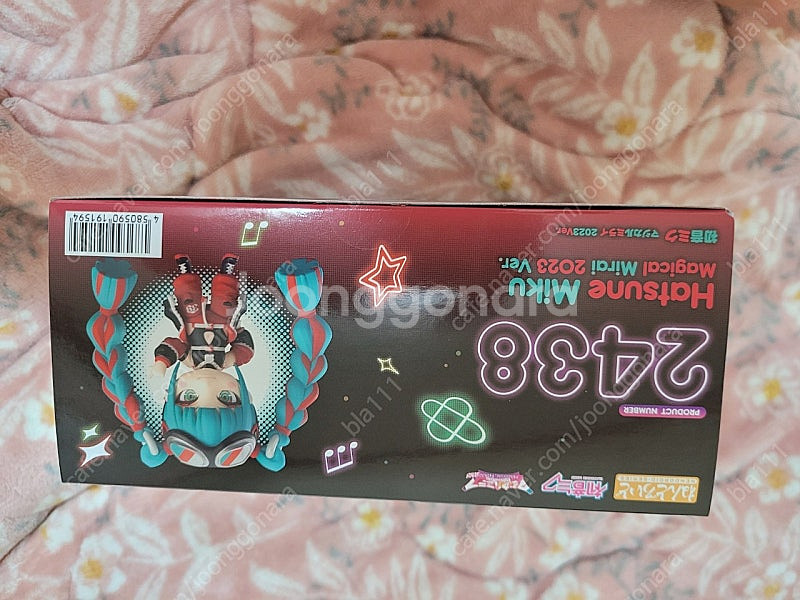 ねんどろいど
NENDOROID SERIES
初音ミク
PRODUCT NUMBER
2438
Hatsune Miku
Magical Mirai 2023 Ver.
初音ミク マジカルミライ 2023Ver.
4 580590 191594
joonggonara
cafe.naver.com/joonggonara
bla111